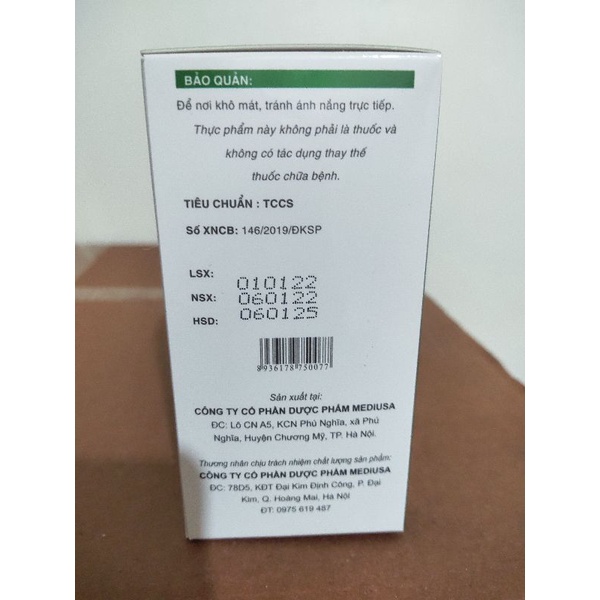 BẢO QUẢN:
Để nơi khô mát, tránh ánh nắng trực tiếp.
Thực phẩm này không phải là thuốc và
không có tác dụng thay thế
thuốc chữa bệnh.
TIÊU CHUẨN : TCCS
Số XNCB: 146/2019/ĐKSP
LSX: 010122
NSX: 060122
HSD: 060125
8936178750077
Sản xuất tại:
CÔNG TY CỔ PHẦN DƯỢC PHẨM MEDIUSA
ĐC: Lô CN A5, KCN Phú Nghĩa, xã Phú
Nghĩa, Huyện Chương Mỹ, TP. Hà Nội.
Thương nhân chịu trách nhiệm chất lượng sản phẩm:
CÔNG TY CỔ PHẦN DƯỢC PHẨM MEDIUSA
ĐC: 78D5, KĐT Đại Kim Định Công, P. Đại
Kim, Q. Hoàng Mai, Hà Nội
ĐT: 0975 619 487